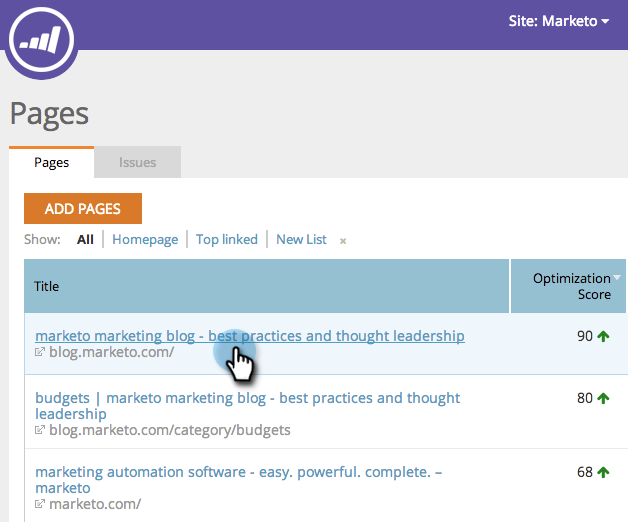 Site: Marketo
Pages
Pages
Issues
ADD PAGES
Show: All Homepage Top linked New List ×
Title
Optimization
Score
marketo marketing blog - best practices and thought leadership
90
blog.marketo.com/
budgets | marketo marketing blog - best practices and thought
leadership
80
blog.marketo.com/category/budgets
marketing automation software - easy. powerful. complete. –
marketo
68
marketo.com/